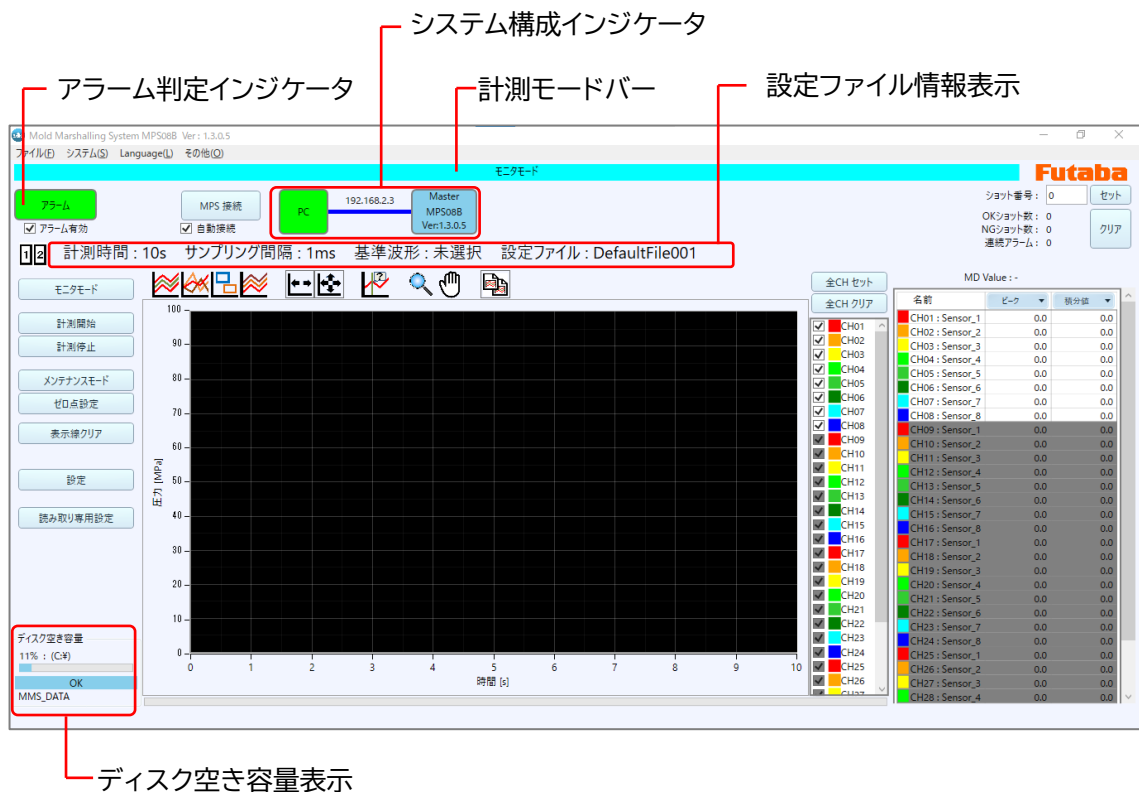 システム構成インジケータ
アラーム判定インジケータ
計測モードバー
設定ファイル情報表示
Mold Marshalling System MPS08B Ver : 1.3.0.5
ファイル(F) システム(S) Language(L) その他(O)
モニタモード
Futaba
アラーム
アラーム有効
MPS 接続
自動接続
PC
192.168.2.3
Master
MPS08B
Ver:1.3.0.5
ショット番号 : 0 セット
OKショット数 : 0
NGショット数 : 0
連続アラーム : 0
クリア
1 2 計測時間 : 10s サンプリング間隔 : 1ms 基準波形 : 未選択 設定ファイル : DefaultFile001
モニタモード
計測開始
計測停止
メンテナンスモード
ゼロ点設定
表示線クリア
設定
読み取り専用設定
ディスク空き容量
11% : (C:¥)
OK
MMS_DATA
圧力 [MPa]
100
90
80
70
60
50
40
30
20
10
0
0 1 2 3 4 5 6 7 8 9 10
時間 [s]
全CH セット
全CH クリア
CH01
CH02
CH03
CH04
CH05
CH06
CH07
CH08
CH09
CH10
CH11
CH12
CH13
CH14
CH15
CH16
CH17
CH18
CH19
CH20
CH21
CH22
CH23
CH24
CH25
CH26
CH27
MD Value : -
名前 ピーク 積分値
CH01 : Sensor_1 0.0 0.0
CH02 : Sensor_2 0.0 0.0
CH03 : Sensor_3 0.0 0.0
CH04 : Sensor_4 0.0 0.0
CH05 : Sensor_5 0.0 0.0
CH06 : Sensor_6 0.0 0.0
CH07 : Sensor_7 0.0 0.0
CH08 : Sensor_8 0.0 0.0
CH09 : Sensor_1 0.0 0.0
CH10 : Sensor_2 0.0 0.0
CH11 : Sensor_3 0.0 0.0
CH12 : Sensor_4 0.0 0.0
CH13 : Sensor_5 0.0 0.0
CH14 : Sensor_6 0.0 0.0
CH15 : Sensor_7 0.0 0.0
CH16 : Sensor_8 0.0 0.0
CH17 : Sensor_1 0.0 0.0
CH18 : Sensor_2 0.0 0.0
CH19 : Sensor_3 0.0 0.0
CH20 : Sensor_4 0.0 0.0
CH21 : Sensor_5 0.0 0.0
CH22 : Sensor_6 0.0 0.0
CH23 : Sensor_7 0.0 0.0
CH24 : Sensor_8 0.0 0.0
CH25 : Sensor_1 0.0 0.0
CH26 : Sensor_2 0.0 0.0
CH27 : Sensor_3 0.0 0.0
CH28 : Sensor_4 0.0 0.0
ディスク空き容量表示